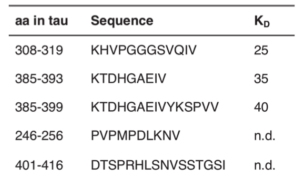 aa in tau Sequence K_D
308-319 KHVPGGGSVQIV 25
385-393 KTDHGAEIV 35
385-399 KTDHGAEIVYKSPVV 40
246-256 PVPMPDLKNV n.d.
401-416 DTSPRHLSNVSSTGSI n.d.